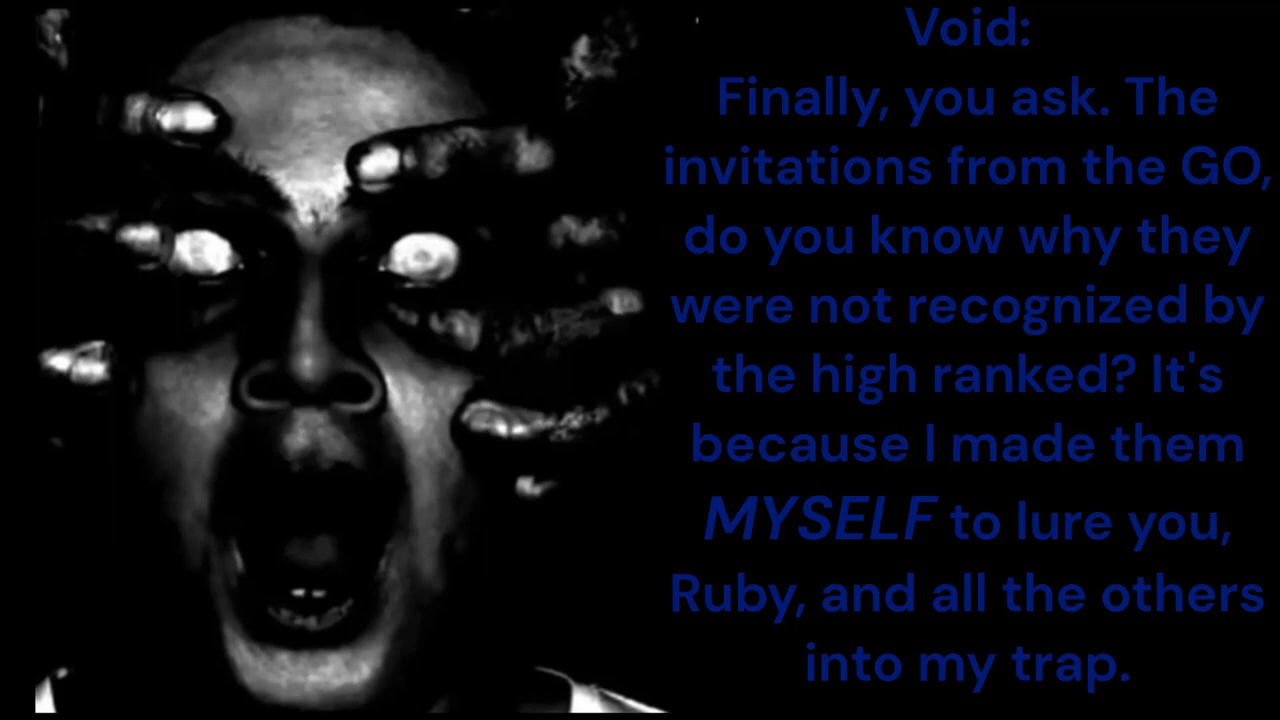 Void:
Finally, you ask. The
invitations from the GO,
do you know why they
were not recognized by
the high ranked? It's
because I made them
MYSELF to lure you,
Ruby, and all the others
into my trap.